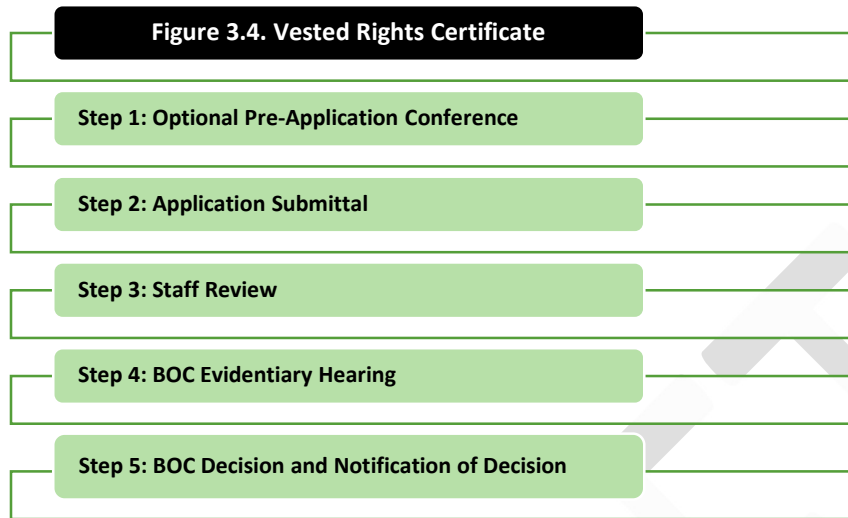 Figure 3.4. Vested Rights Certificate
Step 1: Optional Pre-Application Conference
Step 2: Application Submittal
Step 3: Staff Review
Step 4: BOC Evidentiary Hearing
Step 5: BOC Decision and Notification of Decision